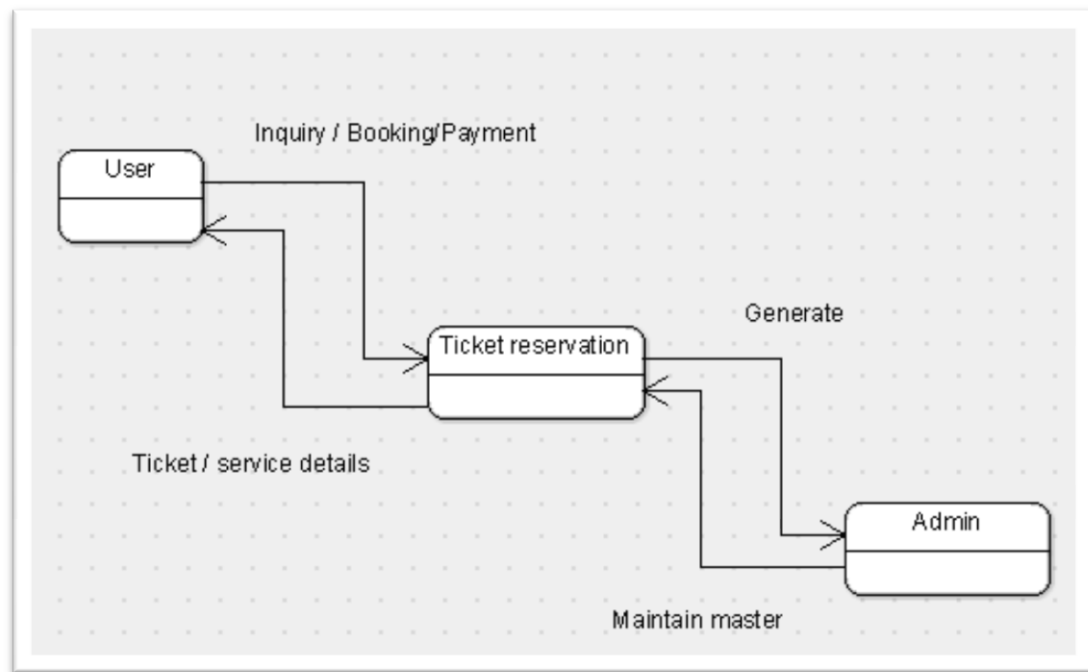 Inquiry / Booking/Payment
User
Generate
Ticket reservation
Ticket / service details
Admin
Maintain master